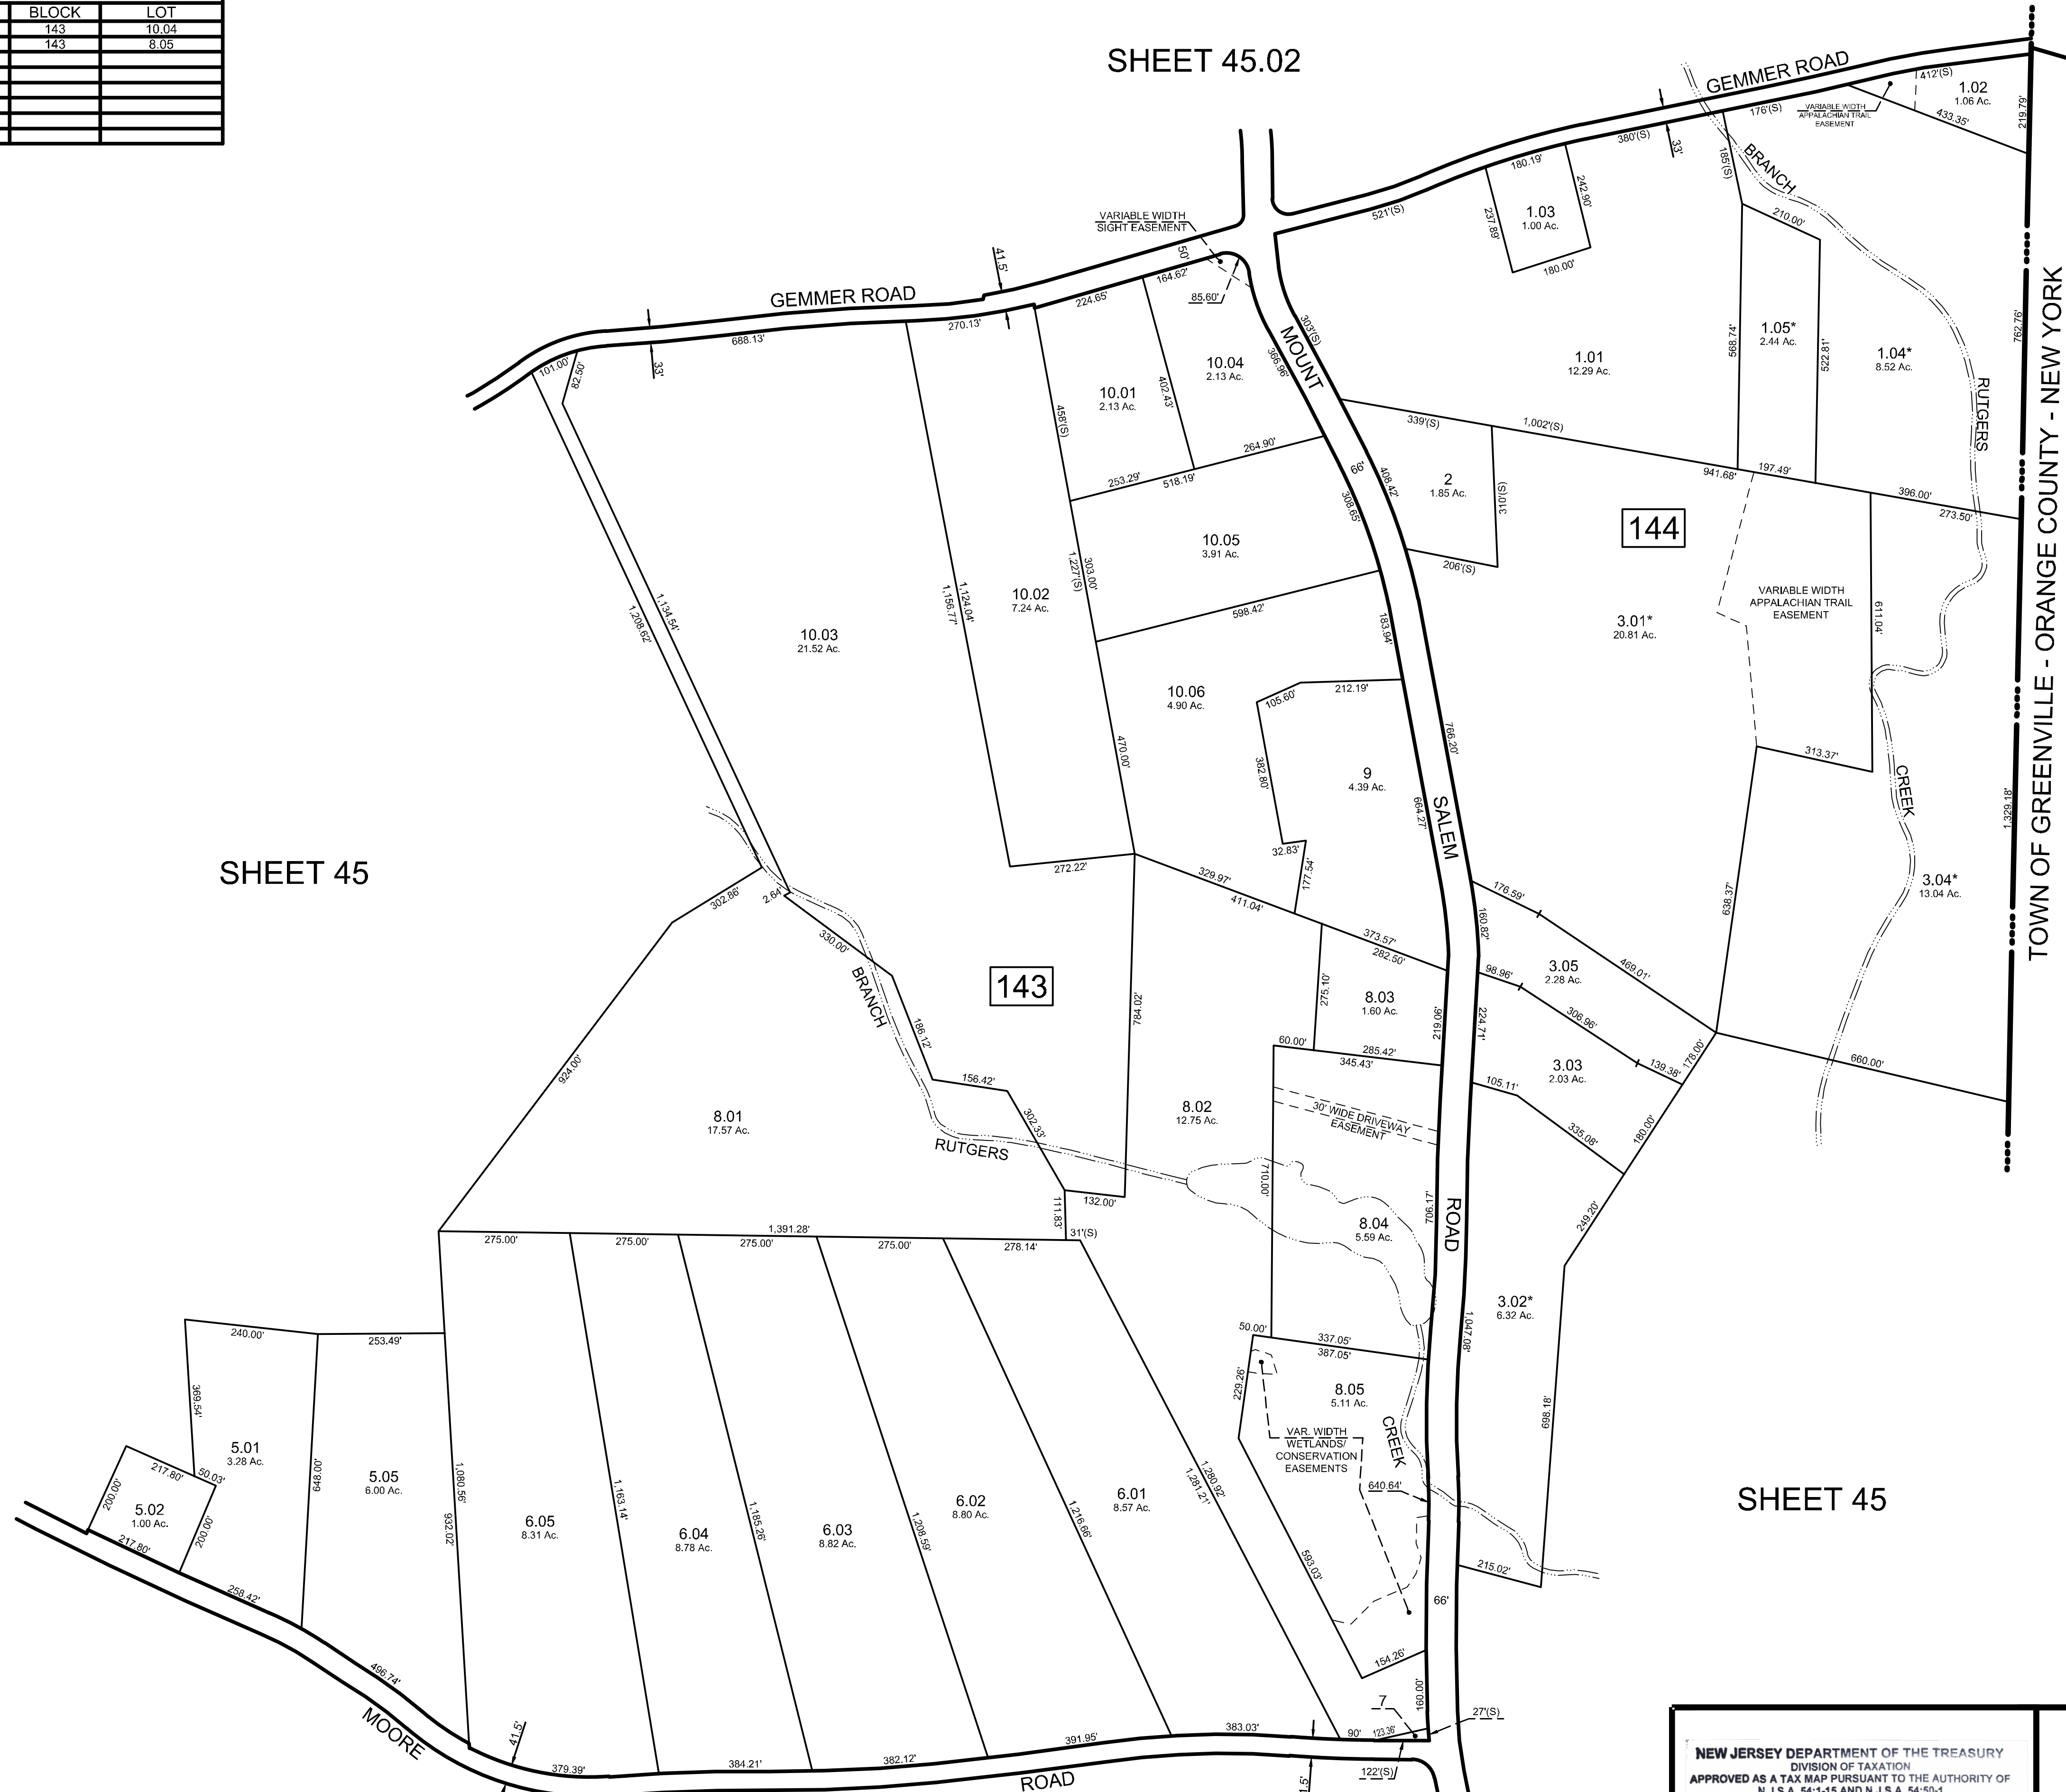 BLOCK LOT
143 10.04
143 8.05
SHEET 45.02
GEMMER ROAD
412'(S)
1.02
1.06 Ac.
VARIABLE WIDTH
APPALACHIAN TRAIL
EASEMENT
433.35'
219.79'
176'(S)
380'(S)
33'
185'(S)
BRANCH
180.19'
242.90'
237.89'
1.03
1.00 Ac.
180.00'
521'(S)
210.00'
VARIABLE WIDTH
SIGHT EASEMENT
50'
164.62'
85.60'
41.5'
GEMMER ROAD
224.65'
270.13'
688.13'
33'
101.00'
82.50'
303'(S)
MOUNT
366.96'
1.01
12.29 Ac.
568.74'
1.05*
2.44 Ac.
522.81'
1.04*
8.52 Ac.
762.76'
RUTGERS
TOWN OF GREENVILLE - ORANGE COUNTY - NEW YORK
10.04
2.13 Ac.
10.01
2.13 Ac.
402.43'
458'(S)
264.90'
253.29'
518.19'
339'(S)
1,002'(S)
941.68'
197.49'
396.00'
273.50'
66'
408.42'
2
1.85 Ac.
310'(S)
206'(S)
308.65'
144
10.05
3.91 Ac.
303.00'
1,227'(S)
10.02
7.24 Ac.
1,124.04'
1,156.77'
598.42'
183.94'
VARIABLE WIDTH
APPALACHIAN TRAIL
EASEMENT
611.04'
3.01*
20.81 Ac.
1,134.54'
1,208.62'
10.03
21.52 Ac.
10.06
4.90 Ac.
105.60'
212.19'
470.00'
382.80'
9
4.39 Ac.
766.20'
664.27'
SALEM
313.37'
CREEK
1,329.18'
32.83'
177.54'
SHEET 45
272.22'
329.97'
411.04'
176.59'
160.82'
638.37'
3.04*
13.04 Ac.
302.86'
2.64'
330.00'
373.57'
282.50'
98.96'
469.01'
3.05
2.28 Ac.
143
BRANCH
784.02'
275.10'
8.03
1.60 Ac.
219.06'
224.71'
306.96'
186.12'
60.00'
285.42'
345.43'
3.03
2.03 Ac.
139.38'
178.00'
660.00'
924.00'
156.42'
105.11'
8.01
17.57 Ac.
302.33'
8.02
12.75 Ac.
30' WIDE DRIVEWAY
EASEMENT
335.08'
180.00'
RUTGERS
710.00'
132.00'
111.83'
706.17'
ROAD
249.20'
8.04
5.59 Ac.
31'(S)
1,391.28'
275.00' 275.00' 275.00' 275.00' 278.14'
3.02*
6.32 Ac.
1,047.08'
50.00'
337.05'
387.05'
240.00'
253.49'
229.26'
8.05
5.11 Ac.
369.54'
698.18'
CREEK
VAR. WIDTH
WETLANDS/
CONSERVATION
EASEMENTS
5.01
3.28 Ac.
217.80'
50.03'
648.00'
5.05
6.00 Ac.
1,080.56'
932.02'
1,163.14'
1,185.26'
1,208.59'
1,216.66'
1,280.92'
1,281.21'
640.64'
200.00'
5.02
1.00 Ac.
200.00'
217.80'
6.05
8.31 Ac.
6.04
8.78 Ac.
6.03
8.82 Ac.
6.02
8.80 Ac.
6.01
8.57 Ac.
SHEET 45
593.03'
215.02'
258.42'
66'
496.74'
154.26'
160.00'
7
27'(S)
MOORE
41.5'
379.39'
384.21'
382.12'
391.95'
383.03'
90'
123.36'
122'(S)
ROAD
NEW JERSEY DEPARTMENT OF THE TREASURY
DIVISION OF TAXATION
APPROVED AS A TAX MAP PURSUANT TO THE AUTHORITY OF
N.J.S.A. 54:1-15 AND N.J.S.A. 54:50-1